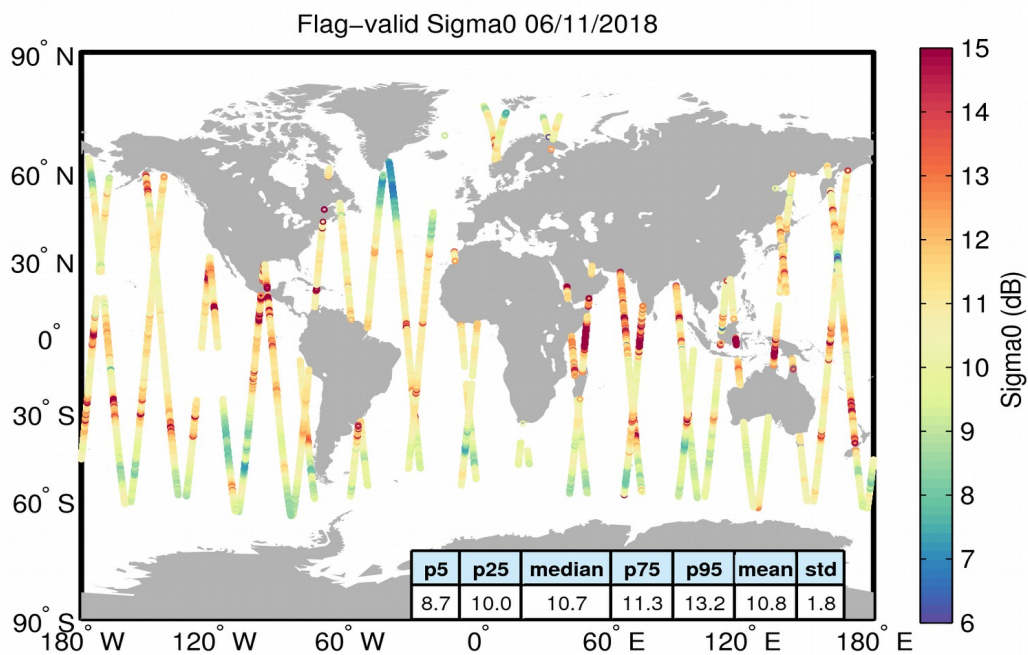 Flag-valid Sigma0 06/11/2018
90° N
60° N
30° N
0°
30° S
60° S
90° S
180° W
120° W
60° W
0°
60° E
120° E
180° E
15
14
13
12
11
10
9
8
7
6
Sigma0 (dB)
p5 p25 median p75 p95 mean std
8.7 10.0 10.7 11.3 13.2 10.8 1.8